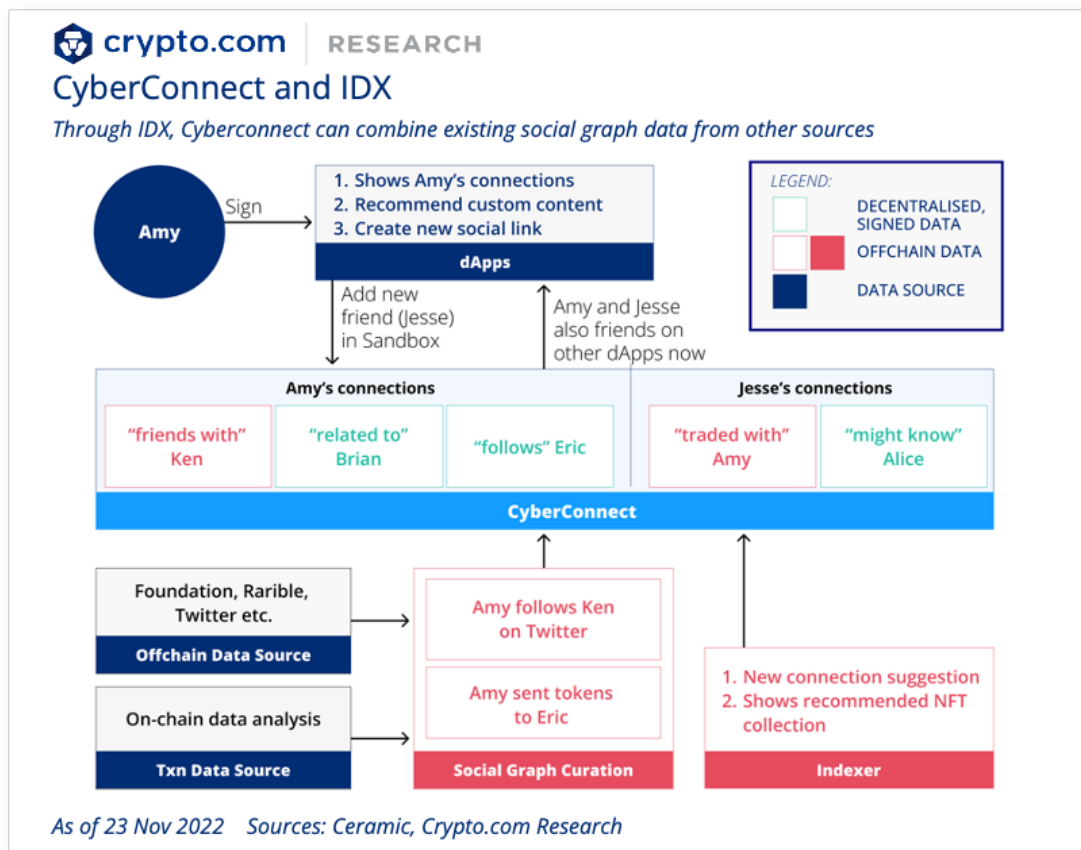 crypto.com | RESEARCH
CyberConnect and IDX
Through IDX, Cyberconnect can combine existing social graph data from other sources
Amy
Sign
1. Shows Amy's connections
2. Recommend custom content
3. Create new social link
dApps
LEGEND:
DECENTRALISED,
SIGNED DATA
OFFCHAIN DATA
DATA SOURCE
Add new
friend (Jesse)
in Sandbox
Amy and Jesse
also friends on
other dApps now
Amy's connections
Jesse's connections
“friends with”
Ken
“related to”
Brian
“follows” Eric
“traded with”
Amy
“might know”
Alice
CyberConnect
Foundation, Rarible,
Twitter etc.
Offchain Data Source
On-chain data analysis
Txn Data Source
Amy follows Ken
on Twitter
Amy sent tokens
to Eric
Social Graph Curation
1. New connection suggestion
2. Shows recommended NFT
collection
Indexer
As of 23 Nov 2022 Sources: Ceramic, Crypto.com Research